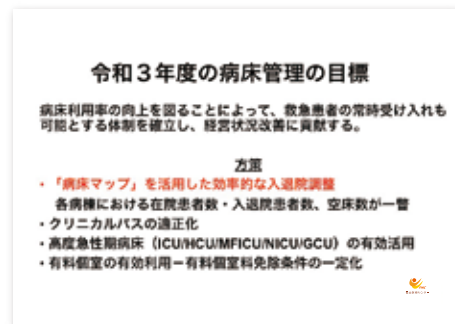 令和３年度の病床管理の目標
病床利用率の向上を図ることによって、救急患者の常時受け入れも
可能とする体制を確立し、経営状況改善に貢献する。
方策
・「病床マップ」を活用した効率的な入退院調整
各病棟における在院患者数・入退院患者数、空床数が一覧
・クリニカルパスの適正化
・高度急性期病床（ICU/HCU/MFICU/NICU/GCU）の有効活用
・有料個室の有効利用－有料個室料免除条件の一定化